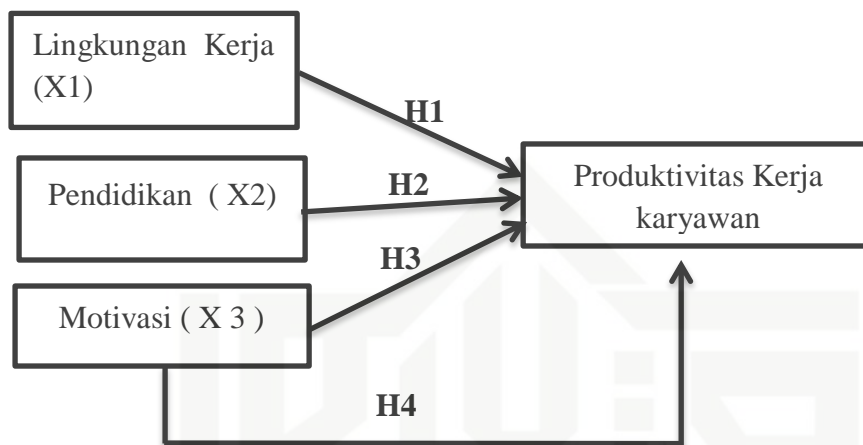 Lingkungan Kerja
(X1)
H1
Pendidikan ( X2)
H2
Produktivitas Kerja
karyawan
H3
Motivasi ( X 3 )
H4